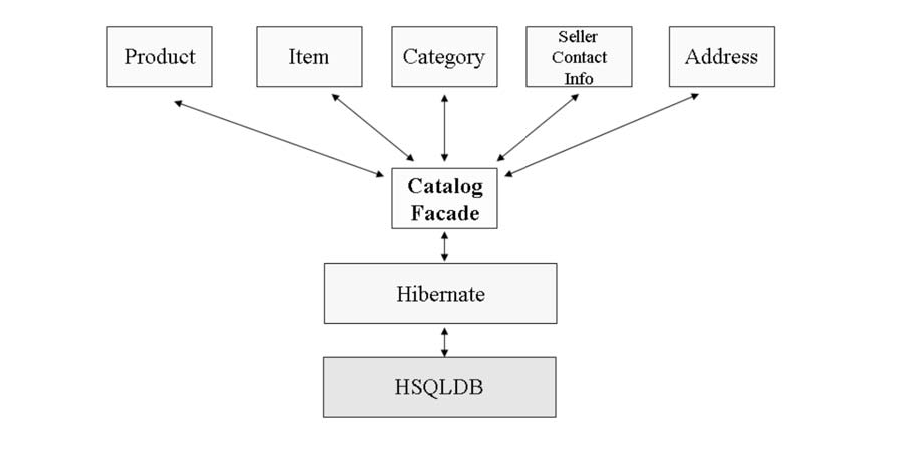 Product
Item
Category
Seller
Contact
Info
Address
Catalog
Facade
Hibernate
HSQLDB